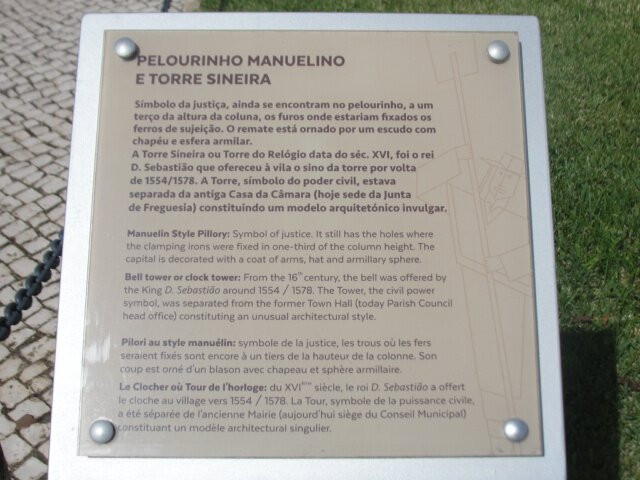 PELOURINHO MANUELINO
E TORRE SINEIRA
Símbolo da justiça, ainda se encontram no pelourinho, a um
terço da altura da coluna, os furos onde estariam fixados os
ferros de sujeição. O remate está ornado por um escudo com
chapéu e esfera armilar.
A Torre Sineira ou Torre do Relógio data do séc. XVI, foi o rei
D. Sebastião que ofereceu à vila o sino da torre por volta
de 1554/1578. A Torre, símbolo do poder civil, estava
separada da antiga Casa da Câmara (hoje sede da Junta
de Freguesia) constituindo um modelo arquitetónico invulgar.
Manuelin Style Pillory: Symbol of justice. It still has the holes where
the clamping irons were fixed in one-third of the column height. The
capital is decorated with a coat of arms, hat and armillary sphere.
Bell tower or clock tower: From the 16th century, the bell was offered by
the King D. Sebastião around 1554 / 1578. The Tower, the civil power
symbol, was separated from the former Town Hall (today Parish Council
head office) constituting an unusual architectural style.
Pilori au style manuélin: symbole de la justice, les trous où les fers
seraient fixés sont encore à un tiers de la hauteur de la colonne. Son
coup est orné d'un blason avec chapeau et sphère armillaire.
Le Clocher où Tour de l'horloge: du XVIème siècle, le roi D. Sebastião a offert
le cloche au village vers 1554 / 1578. La Tour, symbole de la puissance civile,
a été séparée de l'ancienne Mairie (aujourd'hui siège du Conseil Municipal)
constituant un modèle architectural singulier.